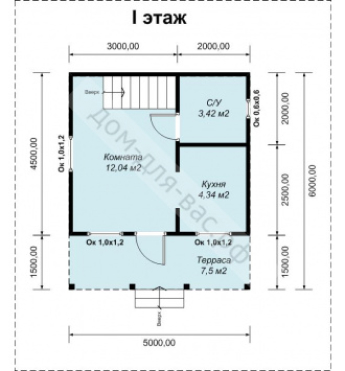 I этаж
3000,00
2000,00
Вверх
С/У
3,42 м2
Ок 0,6х0,6
2000,00
4500,00
Ок 1,0х1,2
Комната
12,04 м2
Кухня
4.34 м2
2500,00
6000,00
Ок 1,0х1,2
Ок 1,0х1,2
Терраса
7,5 м2
1500,00
1500,00
Вверх
5000,00
дом-для-вас.рф